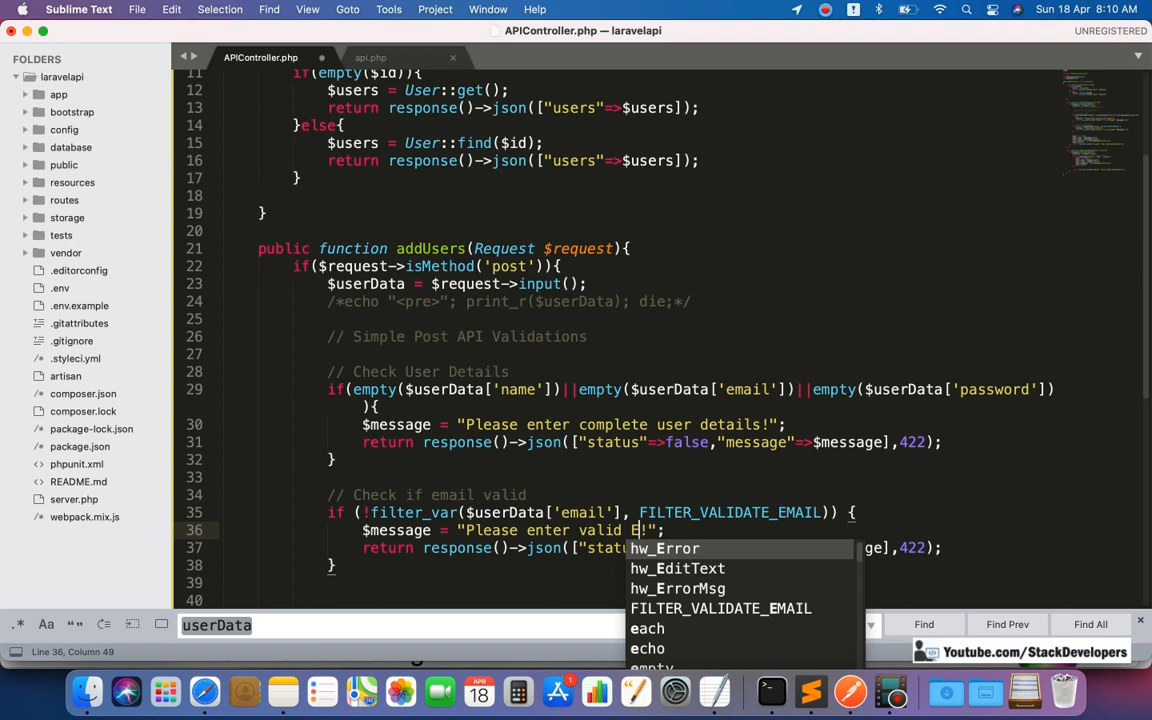 Sublime Text File Edit Selection Find View Goto Tools Project Window Help Sun 18 Apr 8:10 AM
APIController.php — laravelapi UNREGISTERED
FOLDERS
laravelapi
app
bootstrap
config
database
public
resources
routes
storage
tests
vendor
.editorconfig
.env
.env.example
.gitattributes
.gitignore
.styleci.yml
artisan
composer.json
composer.lock
package-lock.json
package.json
phpunit.xml
README.md
server.php
webpack.mix.js
APIController.php api.php
11 if(empty($id)){
12 $users = User::get();
13 return response()->json(["users"=>$users]);
14 }else{
15 $users = User::find($id);
16 return response()->json(["users"=>$users]);
17 }
18
19 }
20
21 public function addUsers(Request $request){
22 if($request->isMethod('post')){
23 $userData = $request->input();
24 /*echo "<pre>"; print_r($userData); die;*/
25
26 // Simple Post API Validations
27
28 // Check User Details
29 if(empty($userData['name'])||empty($userData['email'])||empty($userData['password'])
){
30 $message = "Please enter complete user details!";
31 return response()->json(["status"=>false,"message"=>$message],422);
32 }
33
34 // Check if email valid
35 if (!filter_var($userData['email'], FILTER_VALIDATE_EMAIL)) {
36 $message = "Please enter valid E!";
37 return response()->json(["statu ge],422);
38 }
39
40
hw_Error
hw_EditText
hw_ErrorMsg
FILTER_VALIDATE_EMAIL
each
echo
empty
.* Aa userData Find Find Prev Find All
Line 36, Column 49
Youtube.com/StackDevelopers
APR
18
1